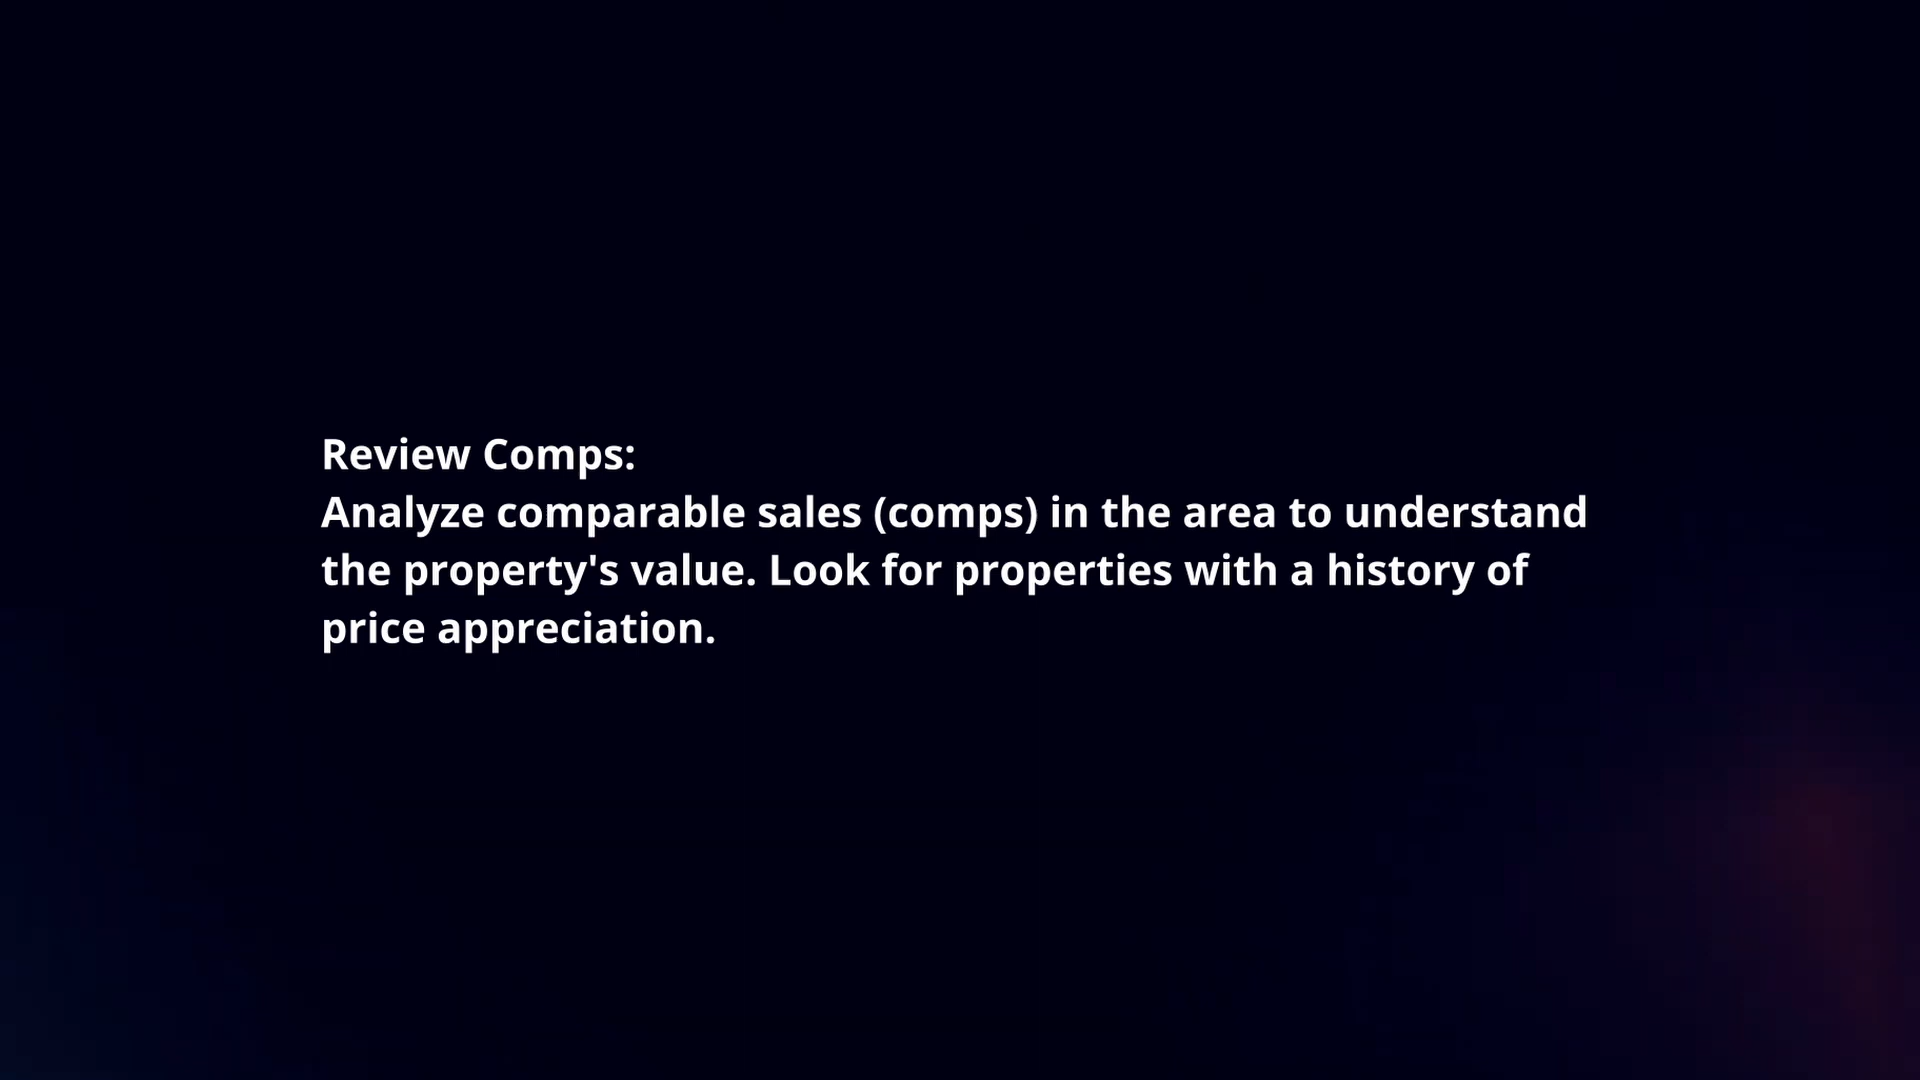 Review Comps:
Analyze comparable sales (comps) in the area to understand
the property's value. Look for properties with a history of
price appreciation.